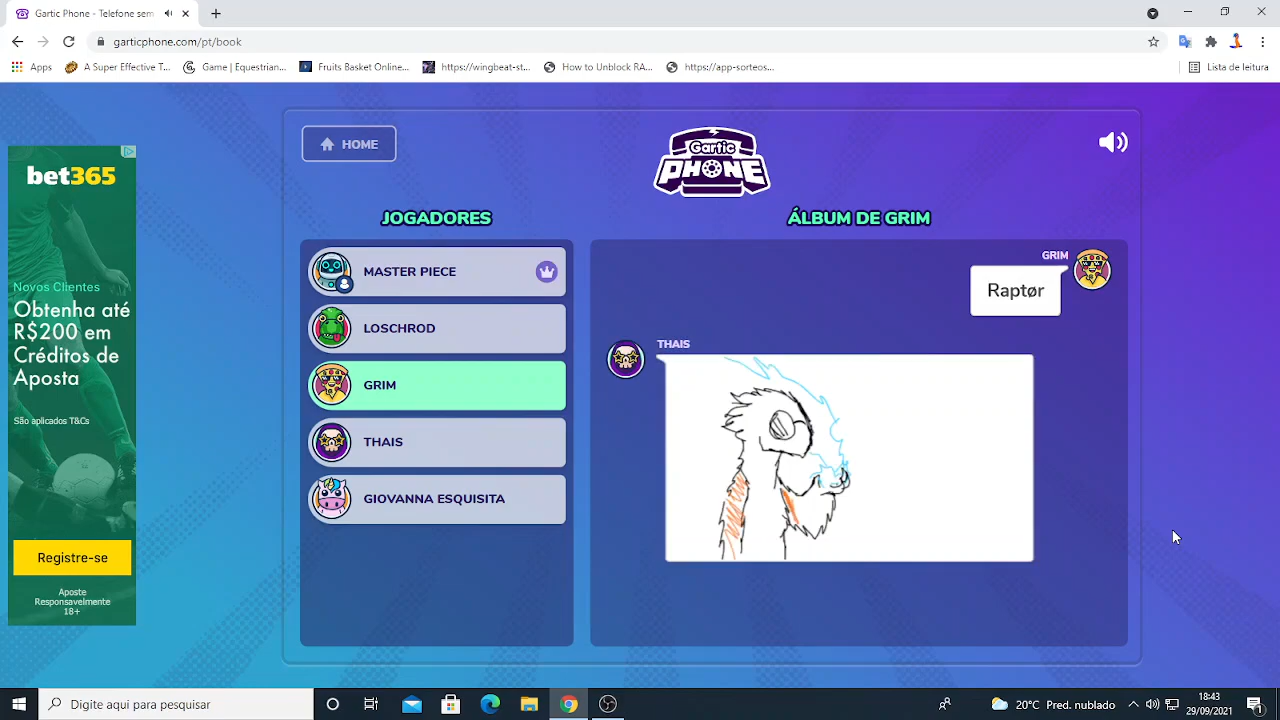 Gartic Phone - Telefone sem
garticphone.com/pt/book
Apps
A Super Effective T...
Game | Equestrian...
Fruits Basket Online...
https://wingbeat-st...
How to Unblock RA...
https://app-sorteos...
Lista de leitura
bet365
Novos Clientes
Obtenha até
R$200 em
Créditos de
Aposta
São aplicados T&Cs
Registre-se
Aposte
Responsavelmente
18+
HOME
Gartic
PHONE
JOGADORES
MASTER PIECE
LOSCHROD
GRIM
THAIS
GIOVANNA ESQUISITA
ÁLBUM DE GRIM
GRIM
Raptør
THAIS
Digite aqui para pesquisar
20°C Pred. nublado
18:43
29/09/2021
1